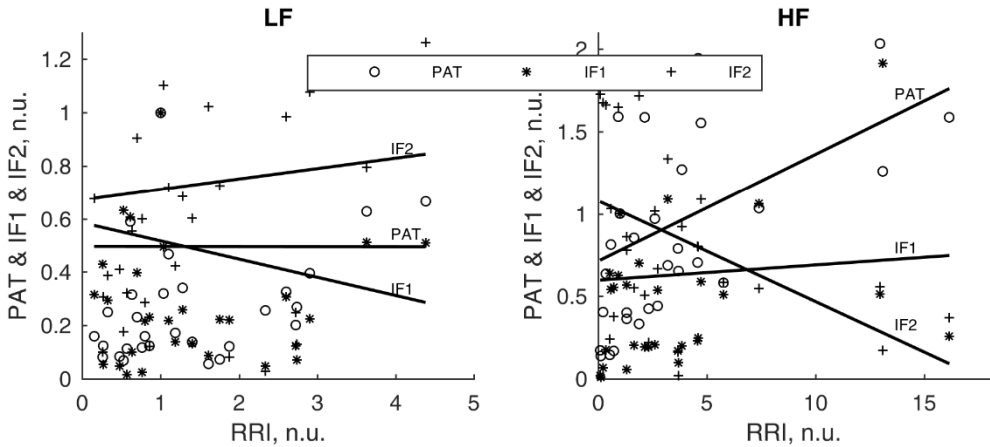 LF
HF
PAT
IF1
IF2
PAT & IF1 & IF2, n.u.
1.2
1
0.8
0.6
0.4
0.2
0
IF2
PAT
IF1
0
1
2
3
4
5
RRI, n.u.
PAT & IF1 & IF2, n.u.
2
1.5
1
0.5
0
PAT
IF1
IF2
0
5
10
15
RRI, n.u.